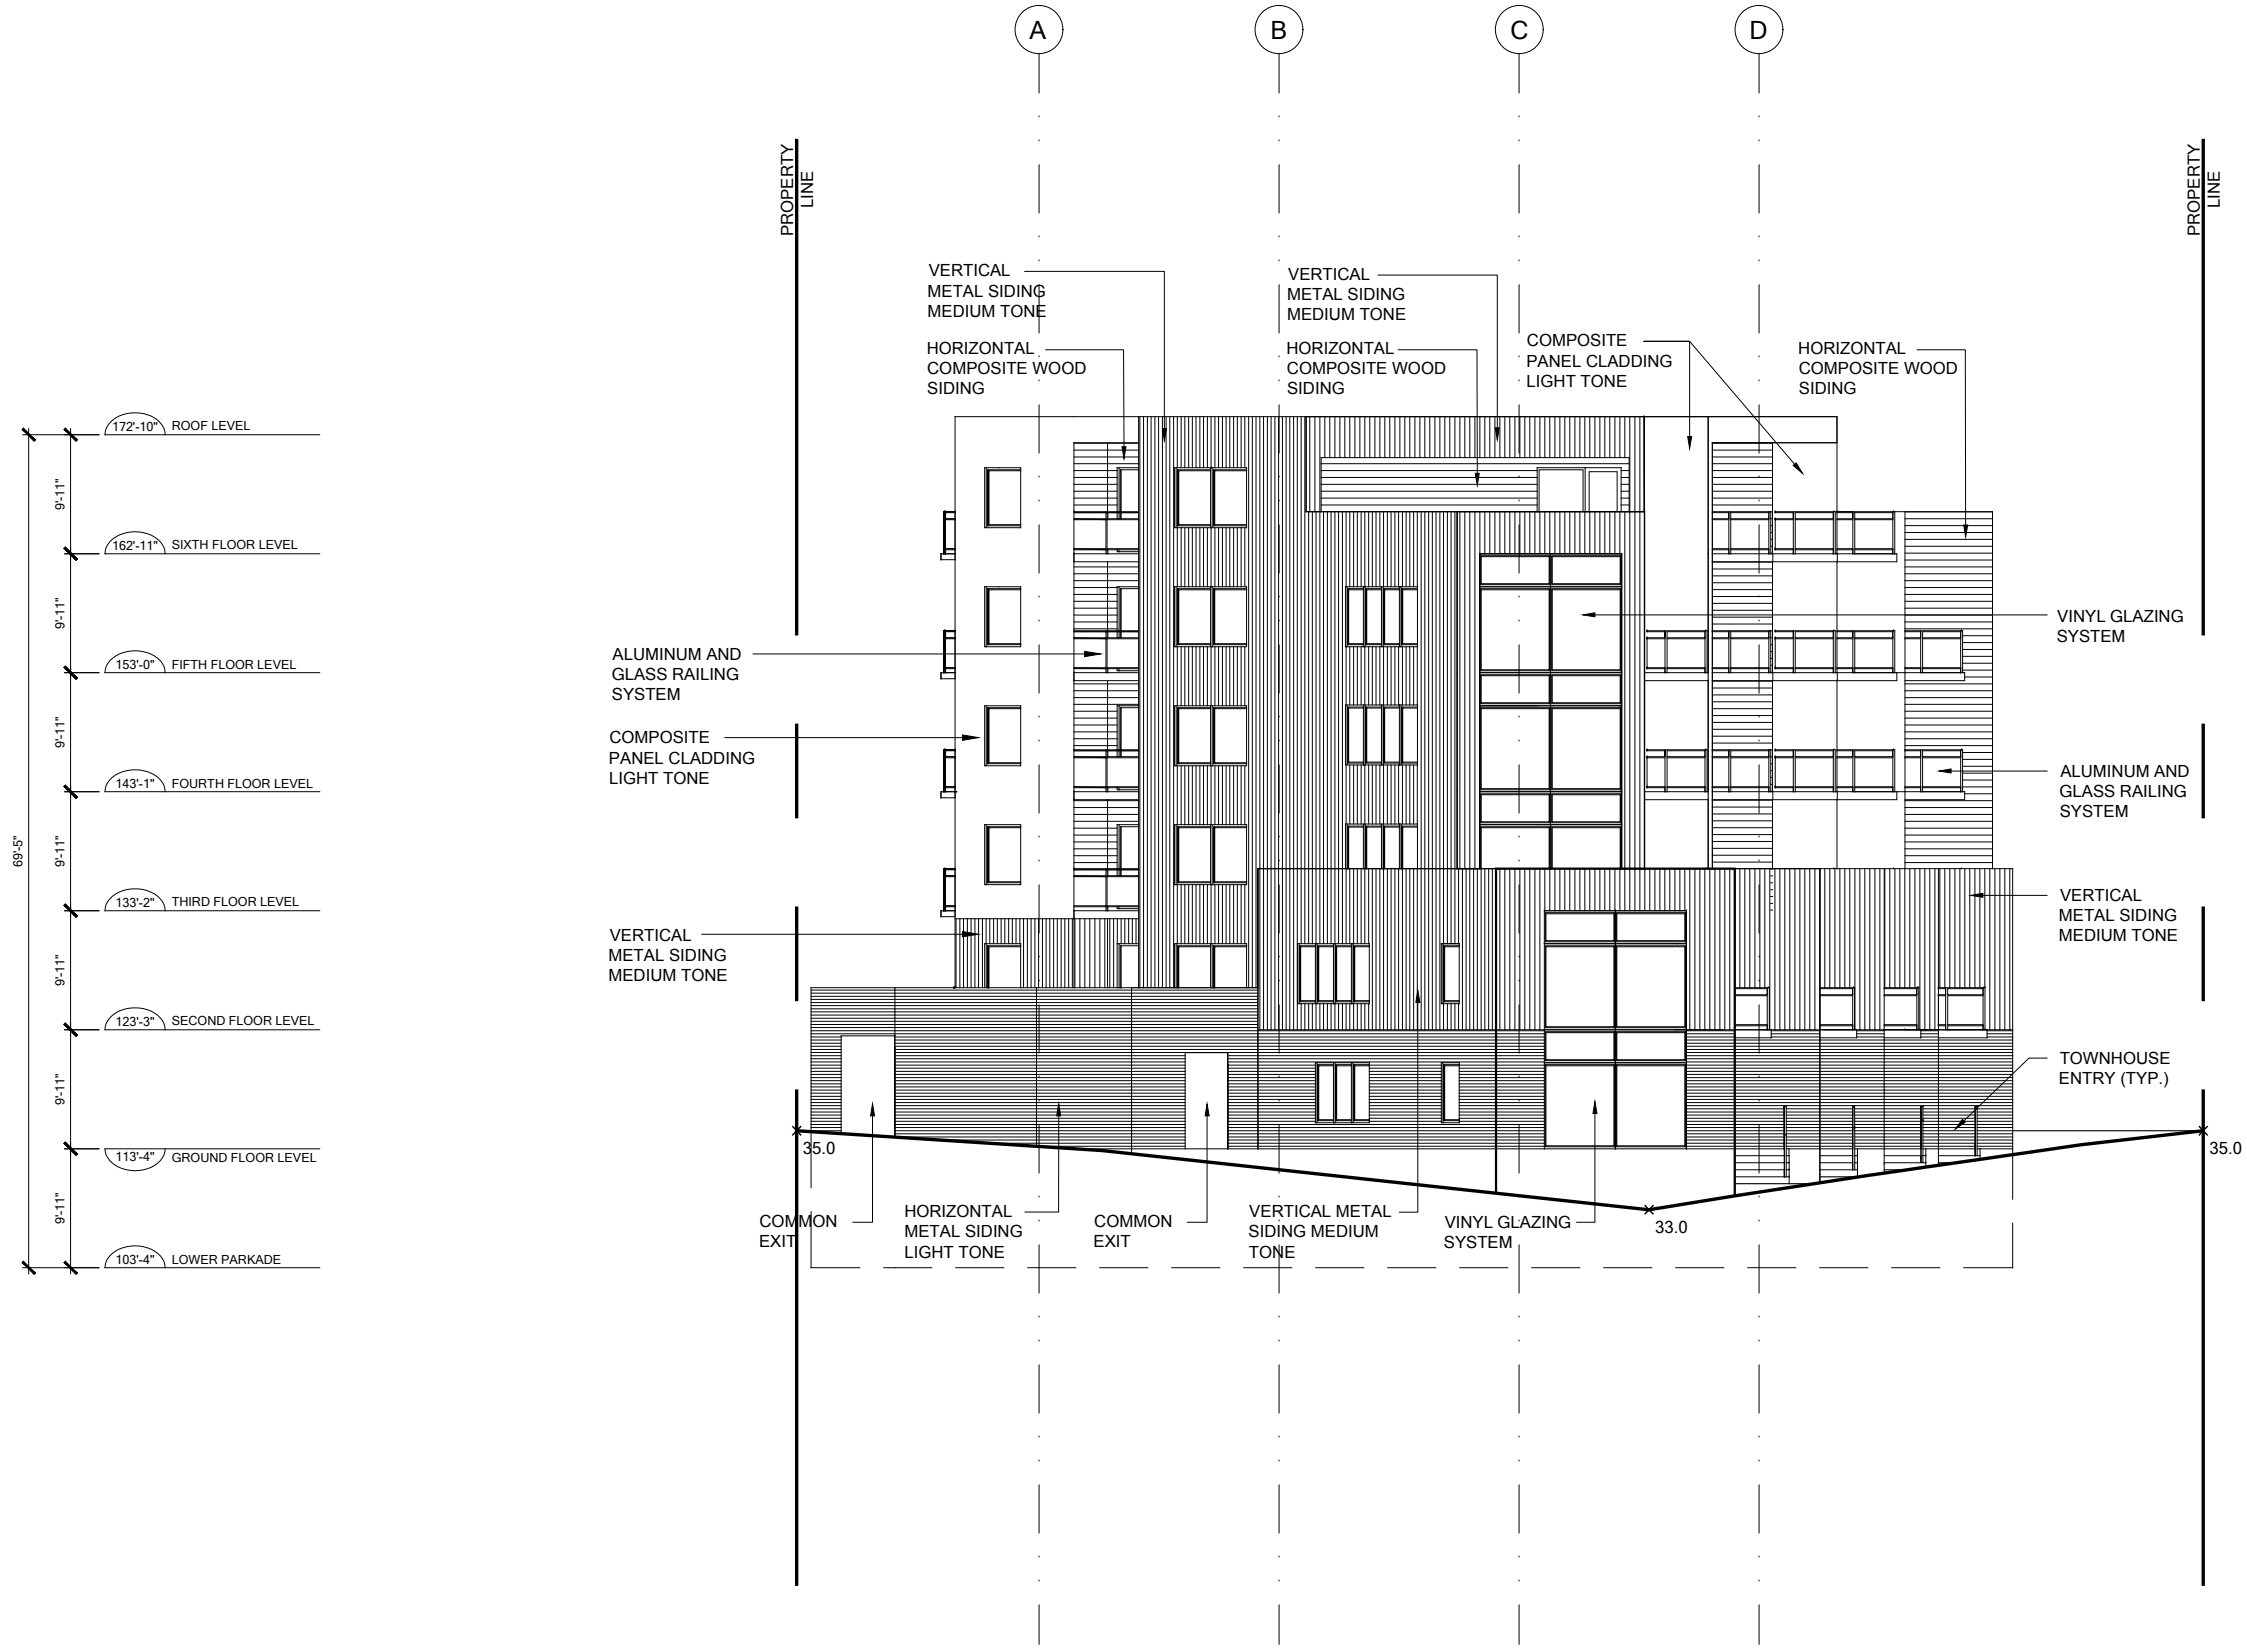 A
B
C
D
PROPERTY
LINE
PROPERTY
LINE
VERTICAL
METAL SIDING
MEDIUM TONE
VERTICAL
METAL SIDING
MEDIUM TONE
HORIZONTAL
COMPOSITE WOOD
SIDING
HORIZONTAL
COMPOSITE WOOD
SIDING
COMPOSITE
PANEL CLADDING
LIGHT TONE
HORIZONTAL
COMPOSITE WOOD
SIDING
172'-10" ROOF LEVEL
9'-11"
162'-11" SIXTH FLOOR LEVEL
9'-11"
153'-0" FIFTH FLOOR LEVEL
9'-11"
143'-1" FOURTH FLOOR LEVEL
9'-11"
69'-5"
133'-2" THIRD FLOOR LEVEL
9'-11"
123'-3" SECOND FLOOR LEVEL
9'-11"
113'-4" GROUND FLOOR LEVEL
9'-11"
103'-4" LOWER PARKADE
ALUMINUM AND
GLASS RAILING
SYSTEM
COMPOSITE
PANEL CLADDING
LIGHT TONE
VERTICAL
METAL SIDING
MEDIUM TONE
VINYL GLAZING
SYSTEM
ALUMINUM AND
GLASS RAILING
SYSTEM
VERTICAL
METAL SIDING
MEDIUM TONE
TOWNHOUSE
ENTRY (TYP.)
35.0
35.0
33.0
COMMON
EXIT
HORIZONTAL
METAL SIDING
LIGHT TONE
COMMON
EXIT
VERTICAL METAL
SIDING MEDIUM
TONE
VINYL GLAZING
SYSTEM